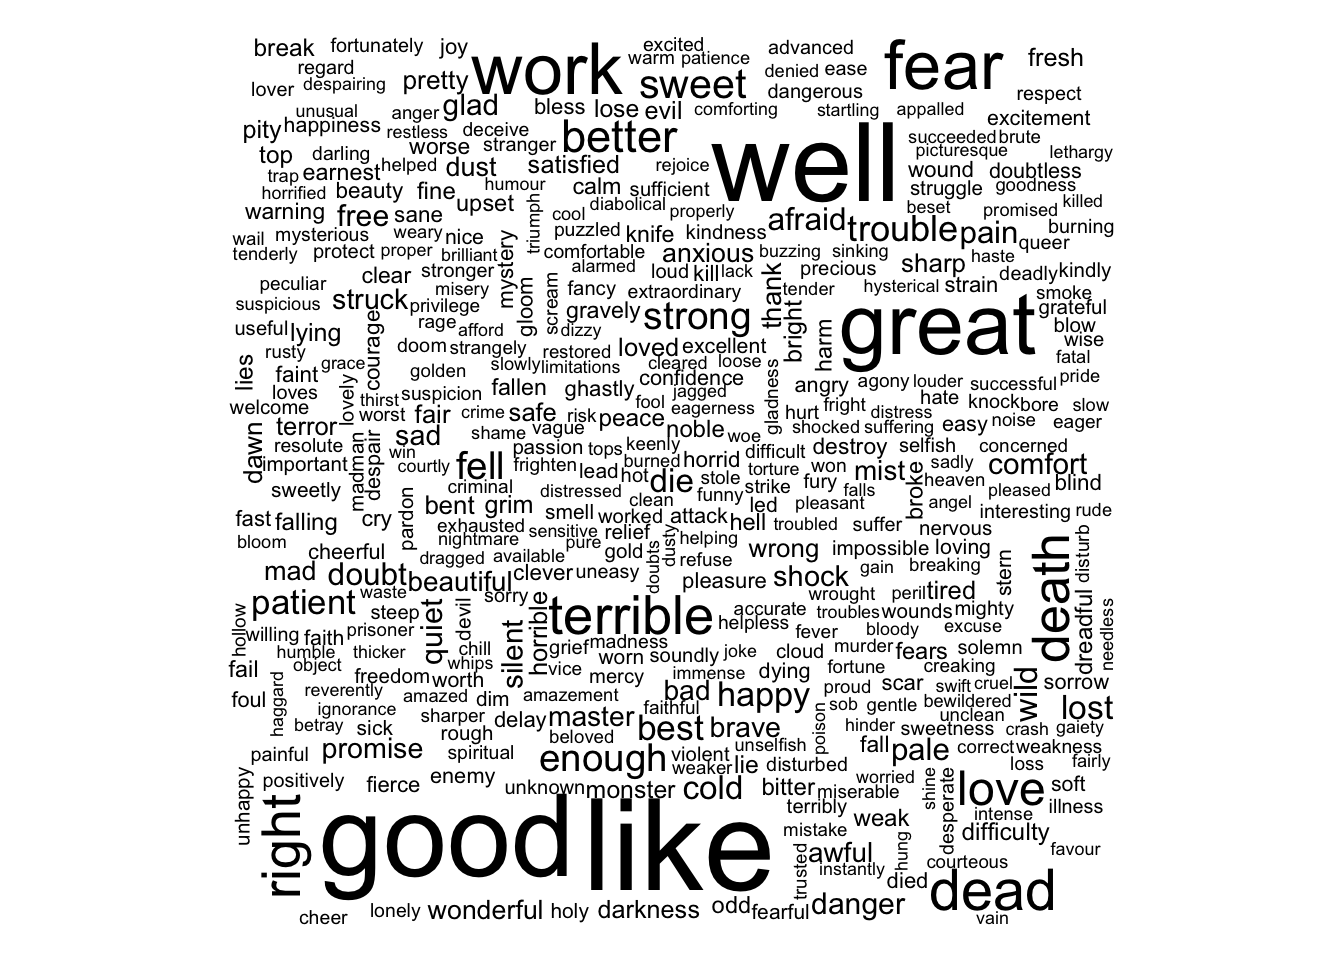 break fortunately joy work excited warm patience advanced fear fresh
regard lover despairing pretty sweet denied ease dangerous respect
unusual anger glad bless lose evil comforting startling appalled excitement
pity happiness restless deceive better well succeeded brute
top darling worse stranger picturesque lethargy
trap earnest helped dust satisfied rejoice wound doubtless
horrified beauty fine humour calm sufficient struggle goodness
warning free sane upset triumph cool diabolical properly afraid beset promised killed
wail mysterious weary nice mystery puzzled knife kindness trouble pain queer burning
tenderly protect proper brilliant comfortable anxious buzzing sinking haste
peculiar clear stronger alarmed loud kill lack precious sharp deadly kindly
suspicious struck privilege misery gloom scream fancy extraordinary thank tender hysterical strain smoke grateful
useful lying courage rage afford dizzy gravely strong bright harm great blow wise
rusty grace doom strangely restored loved excellent fatal
lies faint lovely golden slowly limitations cleared loose confidence gladness angry agony louder successful pride
loves thirst suspicion fallen ghastly jagged hate
welcome worst fair crime safe risk fool peace eagerness hurt fright distress knock bore slow
dawn terror sad shame vague noble woe shocked suffering easy noise eager
resolute madman despair win passion tops keenly difficult destroy selfish concerned
important courtly fell frighten lead hot burned horrid torture won mist broke sadly comfort
sweetly criminal distressed die stole funny strike fury falls heaven pleased blind
fast falling cry pardon bent grim smell clean worked attack led pleasant angel interesting rude
bloom exhausted sensitive relief hell troubled suffer nervous
cheerful nightmare pure doubts dusty helping wrong impossible loving death disturb
mad doubt dragged available gold refuse gain breaking stern
beautiful clever uneasy pleasure shock
patient waste sorry wrought peril tired
hollow steep quiet devil silent horrible terrible accurate troubles wounds mighty dreadful needless
willing faith prisoner helpless fever bloody excuse
humble thicker chill grief madness joke cloud murder fears solemn
fail object whips vice worn soundly dying creaking
freedom worth mercy immense fortune wild
foul haggard reverently amazed dim amazement bad happy proud scar swift cruel sorrow
ignorance faithful sob gentle bewildered lost
betray sick sharper delay master best brave poison unclean
rough beloved hinder sweetness crash gaiety
painful promise spiritual enough violent unselfish fall pale correct weakness
unhappy weaker lie disturbed loss fairly
positively fierce enemy unknown monster cold bitter worried shine desperate love soft
miserable
right good like terribly weak intense illness
mistake hung difficulty
trusted awful favour
instantly courteous
died dead
cheer lonely wonderful holy darkness odd fearful danger vain